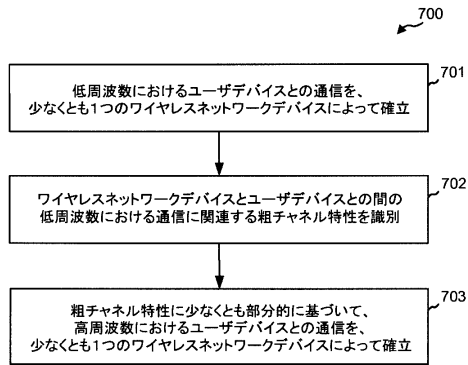 700
701
低周波数におけるユーザデバイスとの通信を、
少なくとも1つのワイヤレスネットワークデバイスによって確立
702
ワイヤレスネットワークデバイスとユーザデバイスとの間の
低周波数における通信に関連する粗チャネル特性を識別
703
粗チャネル特性に少なくとも部分的に基づいて、
高周波数におけるユーザデバイスとの通信を、
少なくとも1つのワイヤレスネットワークデバイスによって確立